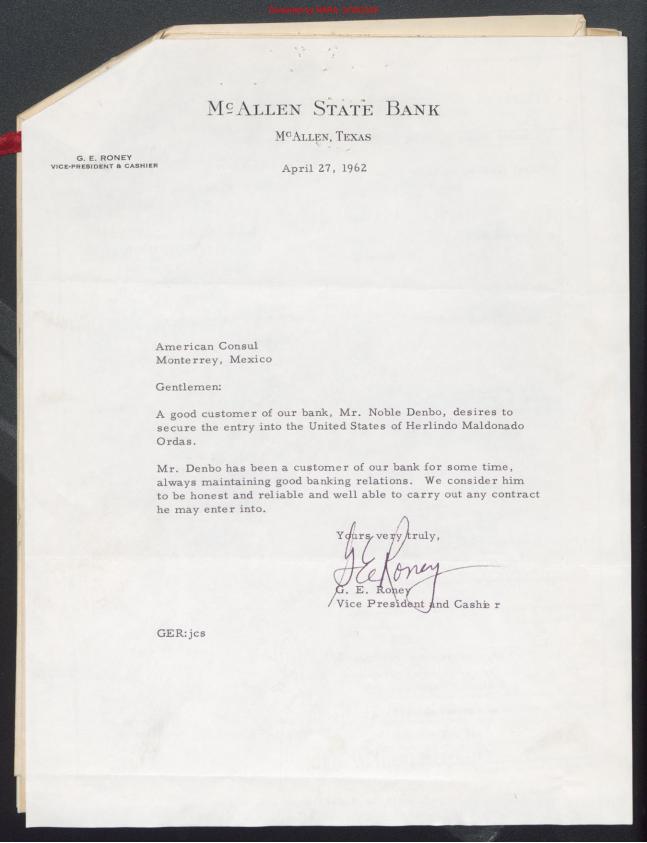 McALLEN STATE BANK
McALLEN, TEXAS
G. E. RONEY
VICE-PRESIDENT & CASHIER
April 27, 1962
American Consul
Monterrey, Mexico
Gentlemen:
A good customer of our bank, Mr. Noble Denbo, desires to
secure the entry into the United States of Herlindo Maldonado
Ordas.
Mr. Denbo has been a customer of our bank for some time,
always maintaining good banking relations. We consider him
to be honest and reliable and well able to carry out any contract
he may enter into.
Yours very truly,
G E Roney
G. E. Roney
Vice President and Cashier
GER:jcs